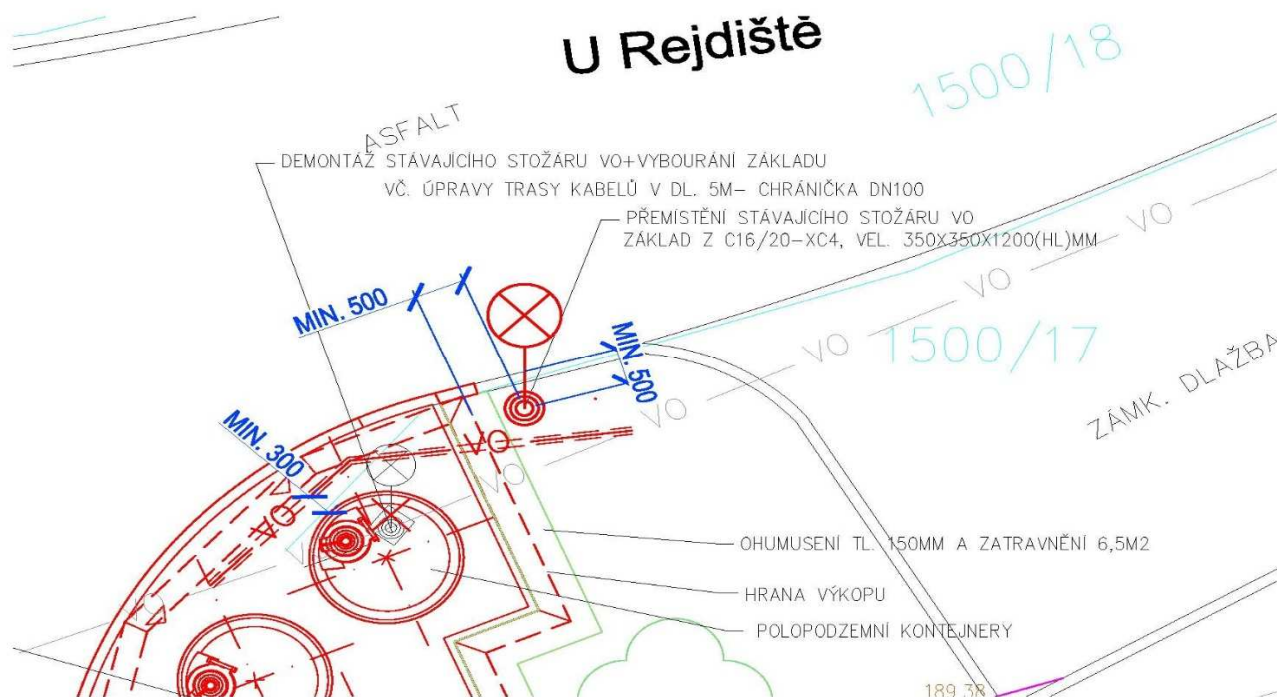 U Rejdiště
1500/18
ASFALT
DEMONTÁŽ STÁVAJÍCÍHO STOŽÁRU VO+VYBOURÁNÍ ZÁKLADU
VČ. ÚPRAVY TRASY KABELŮ V DL. 5M– CHRÁNIČKA DN100
PŘEMÍSTĚNÍ STÁVAJÍCÍHO STOŽÁRU VO
ZÁKLAD Z C16/20–XC4, VEL. 350X350X1200(HL)MM
VO
VO
MIN. 500
MIN. 500
VO
1500/17
ZÁMK. DLAŽBA
VO
MIN. 300
VO
VO
VO
OHUMUSENÍ TL. 150MM A ZATRAVNĚNÍ 6,5M2
HRANA VÝKOPU
POLOPODZEMNÍ KONTEJNERY
189.38